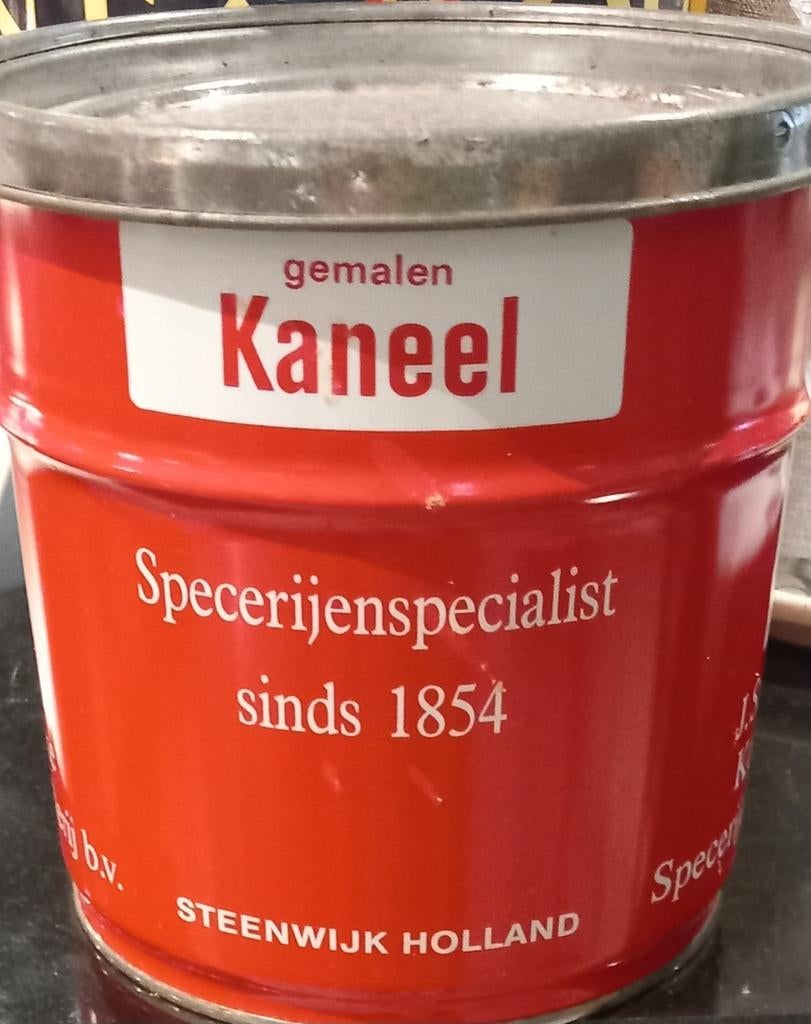 gemalen
Kaneel
Specerijenspecialist
sinds 1854
b.v.
STEENWIJK HOLLAND